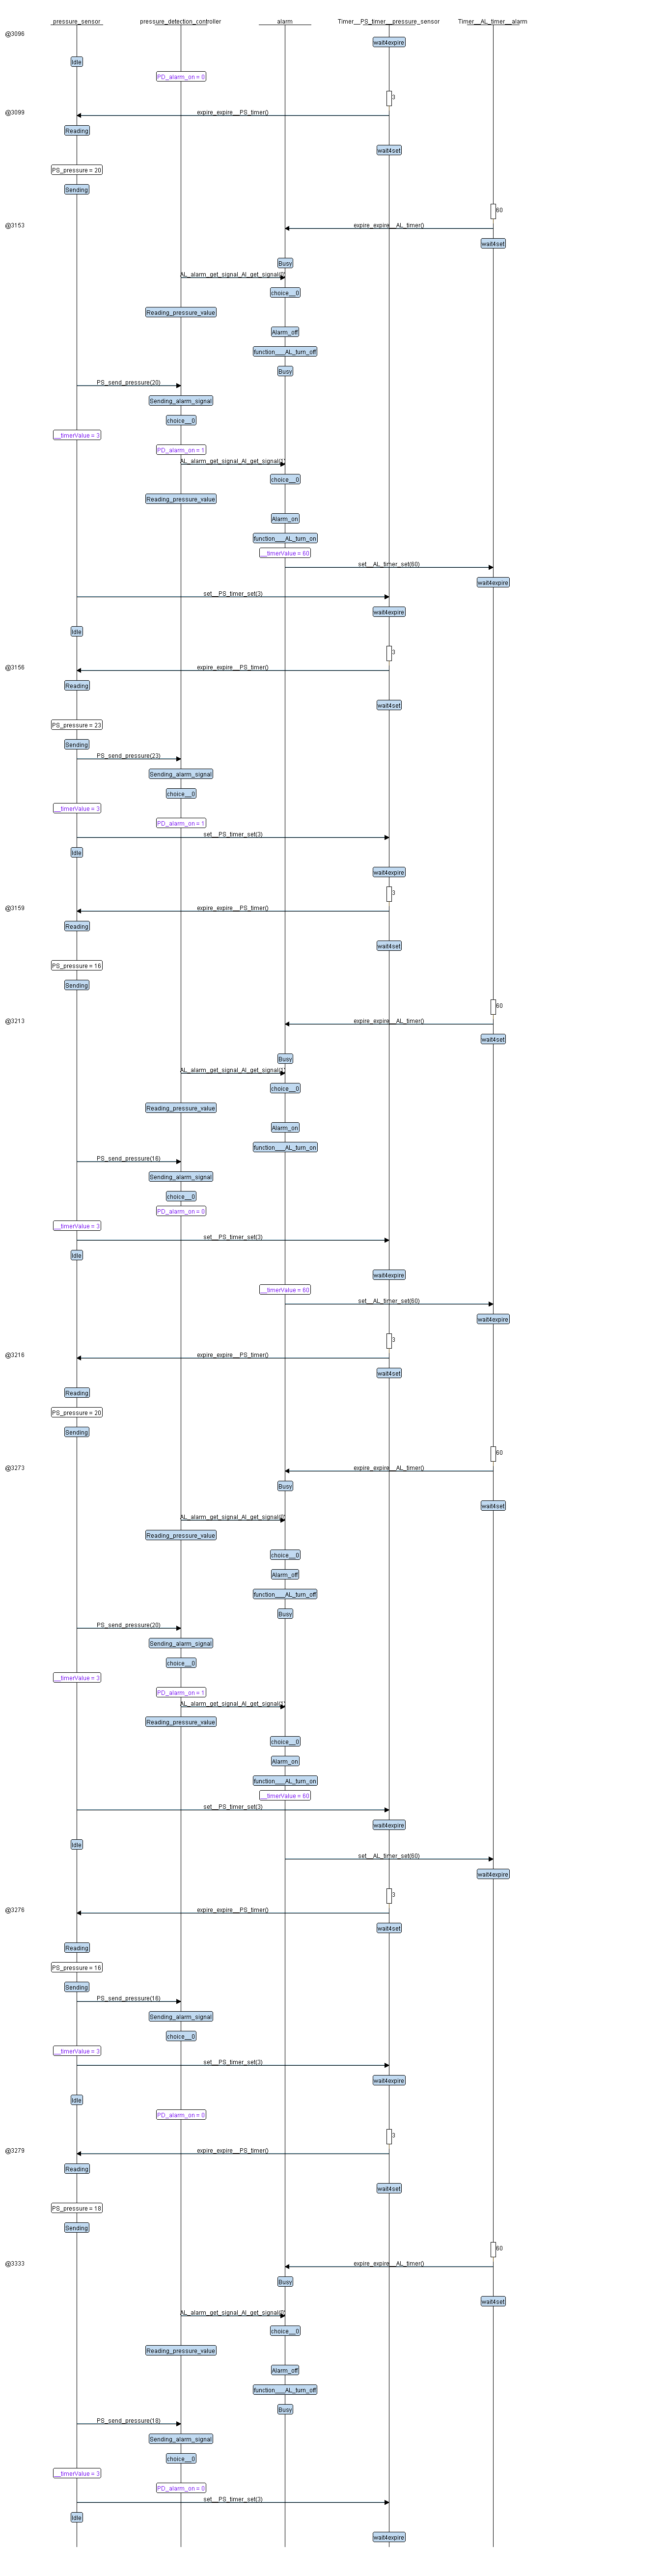 pressure_sensor pressure_detection_controller alarm Timer__PS_timer__pressure_sensor Timer__AL_timer__alarm
@3096
wait4expire
Idle
PD_alarm_on = 0
3
@3099 expire_expire__PS_timer()
Reading
wait4set
PS_pressure = 20
Sending
60
@3153 expire_expire__AL_timer()
wait4set
Busy
AL_alarm_get_signal_Al_get_signal(0)
choice__0
Reading_pressure_value
Alarm_off
function___AL_turn_off
Busy
PS_send_pressure(20)
Sending_alarm_signal
choice__0
__timerValue = 3
PD_alarm_on = 1
AL_alarm_get_signal_Al_get_signal(1)
choice__0
Reading_pressure_value
Alarm_on
function___AL_turn_on
__timerValue = 60
set__AL_timer_set(60)
wait4expire
set__PS_timer_set(3)
wait4expire
Idle
3
@3156 expire_expire__PS_timer()
Reading
wait4set
PS_pressure = 23
Sending
PS_send_pressure(23)
Sending_alarm_signal
choice__0
__timerValue = 3
PD_alarm_on = 1
set__PS_timer_set(3)
Idle
wait4expire
3
@3159 expire_expire__PS_timer()
Reading
wait4set
PS_pressure = 16
Sending
60
@3213 expire_expire__AL_timer()
wait4set
Busy
AL_alarm_get_signal_Al_get_signal(1)
choice__0
Reading_pressure_value
Alarm_on
function___AL_turn_on
PS_send_pressure(16)
Sending_alarm_signal
choice__0
PD_alarm_on = 0
__timerValue = 3
set__PS_timer_set(3)
Idle
wait4expire
__timerValue = 60
set__AL_timer_set(60)
wait4expire
3
@3216 expire_expire__PS_timer()
wait4set
Reading
PS_pressure = 20
Sending
60
@3273 expire_expire__AL_timer()
Busy
wait4set
AL_alarm_get_signal_Al_get_signal(0)
Reading_pressure_value
choice__0
Alarm_off
function___AL_turn_off
Busy
PS_send_pressure(20)
Sending_alarm_signal
choice__0
__timerValue = 3
PD_alarm_on = 1
AL_alarm_get_signal_Al_get_signal(1)
Reading_pressure_value
choice__0
Alarm_on
function___AL_turn_on
__timerValue = 60
set__PS_timer_set(3)
wait4expire
Idle
set__AL_timer_set(60)
wait4expire
3
@3276 expire_expire__PS_timer()
wait4set
Reading
PS_pressure = 16
Sending
PS_send_pressure(16)
Sending_alarm_signal
choice__0
__timerValue = 3
set__PS_timer_set(3)
wait4expire
Idle
PD_alarm_on = 0
3
@3279 expire_expire__PS_timer()
Reading
wait4set
PS_pressure = 18
Sending
60
@3333 expire_expire__AL_timer()
Busy
wait4set
AL_alarm_get_signal_Al_get_signal(0)
choice__0
Reading_pressure_value
Alarm_off
function___AL_turn_off
Busy
PS_send_pressure(18)
Sending_alarm_signal
choice__0
__timerValue = 3
PD_alarm_on = 0
set__PS_timer_set(3)
Idle
wait4expire